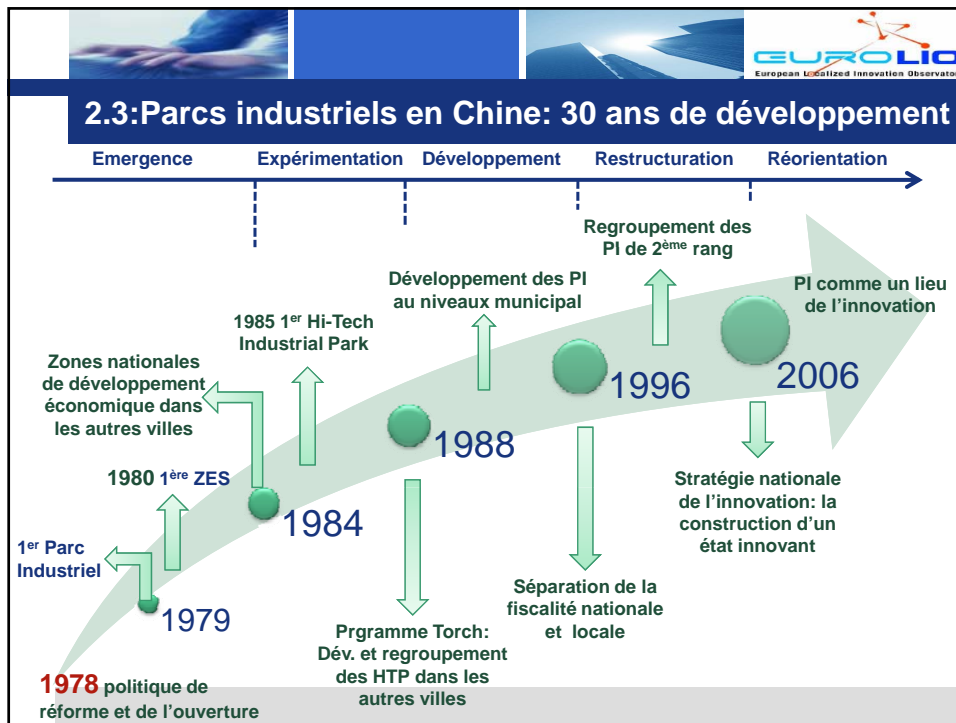 EUROLIO
European Localized Innovation Observatory
2.3:Parcs industriels en Chine: 30 ans de développement
Emergence
Expérimentation
Développement
Restructuration
Réorientation
Regroupement des
PI de 2ème rang
Développement des PI
au niveaux municipal
PI comme un lieu
de l'innovation
1985 1er Hi-Tech
Industrial Park
Zones nationales
de développement
économique dans
les autres villes
1996
2006
1988
1980 1ère ZES
1984
Stratégie nationale
de l'innovation: la
construction d'un
état innovant
1er Parc
Industriel
1979
Séparation de la
fiscalité nationale
et locale
Prgramme Torch:
Dév. et regroupement
des HTP dans les
autres villes
1978 politique de
réforme et de l'ouverture